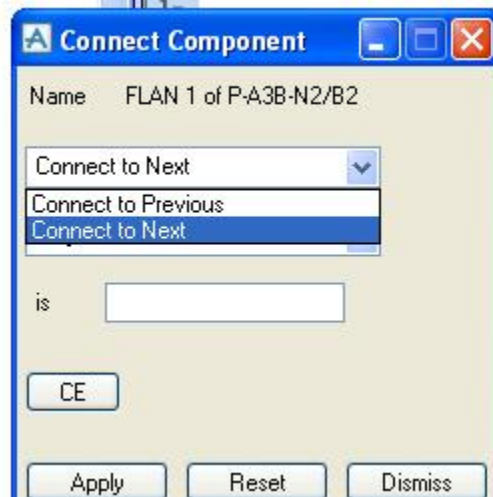 Connect Component
Name FLAN 1 of P-A3B-N2/B2
Connect to Next
Connect to Previous
Connect to Next
is
CE
Apply Reset Dismiss